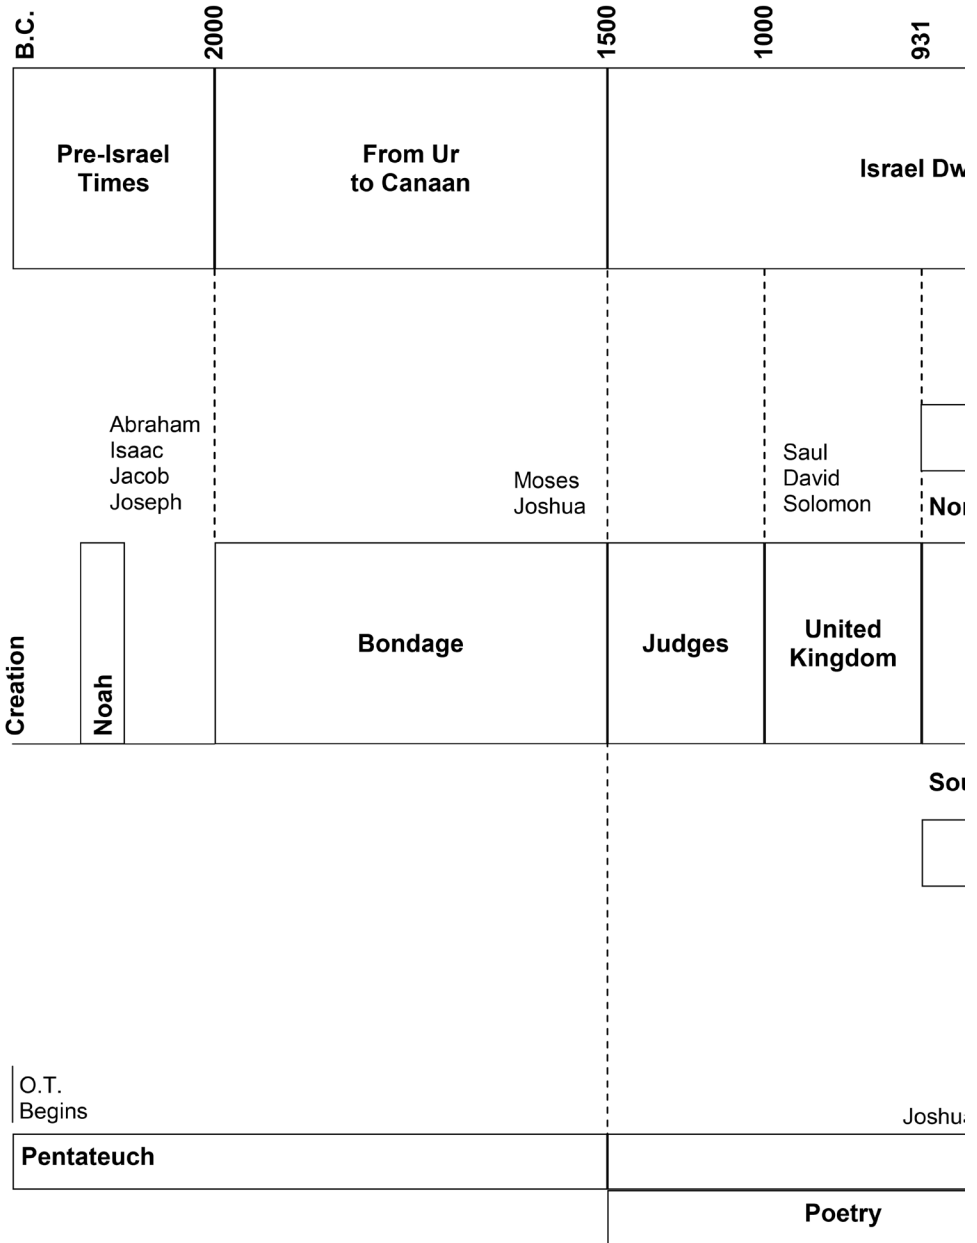 B.C.
2000
1500
1000
931
Pre-Israel
Times
From Ur
to Canaan
Israel Dw
Abraham
Isaac
Jacob
Joseph
Moses
Joshua
Saul
David
Solomon
Nor
Creation
Noah
Bondage
Judges
United
Kingdom
Sou
O.T.
Begins
Joshua
Pentateuch
Poetry